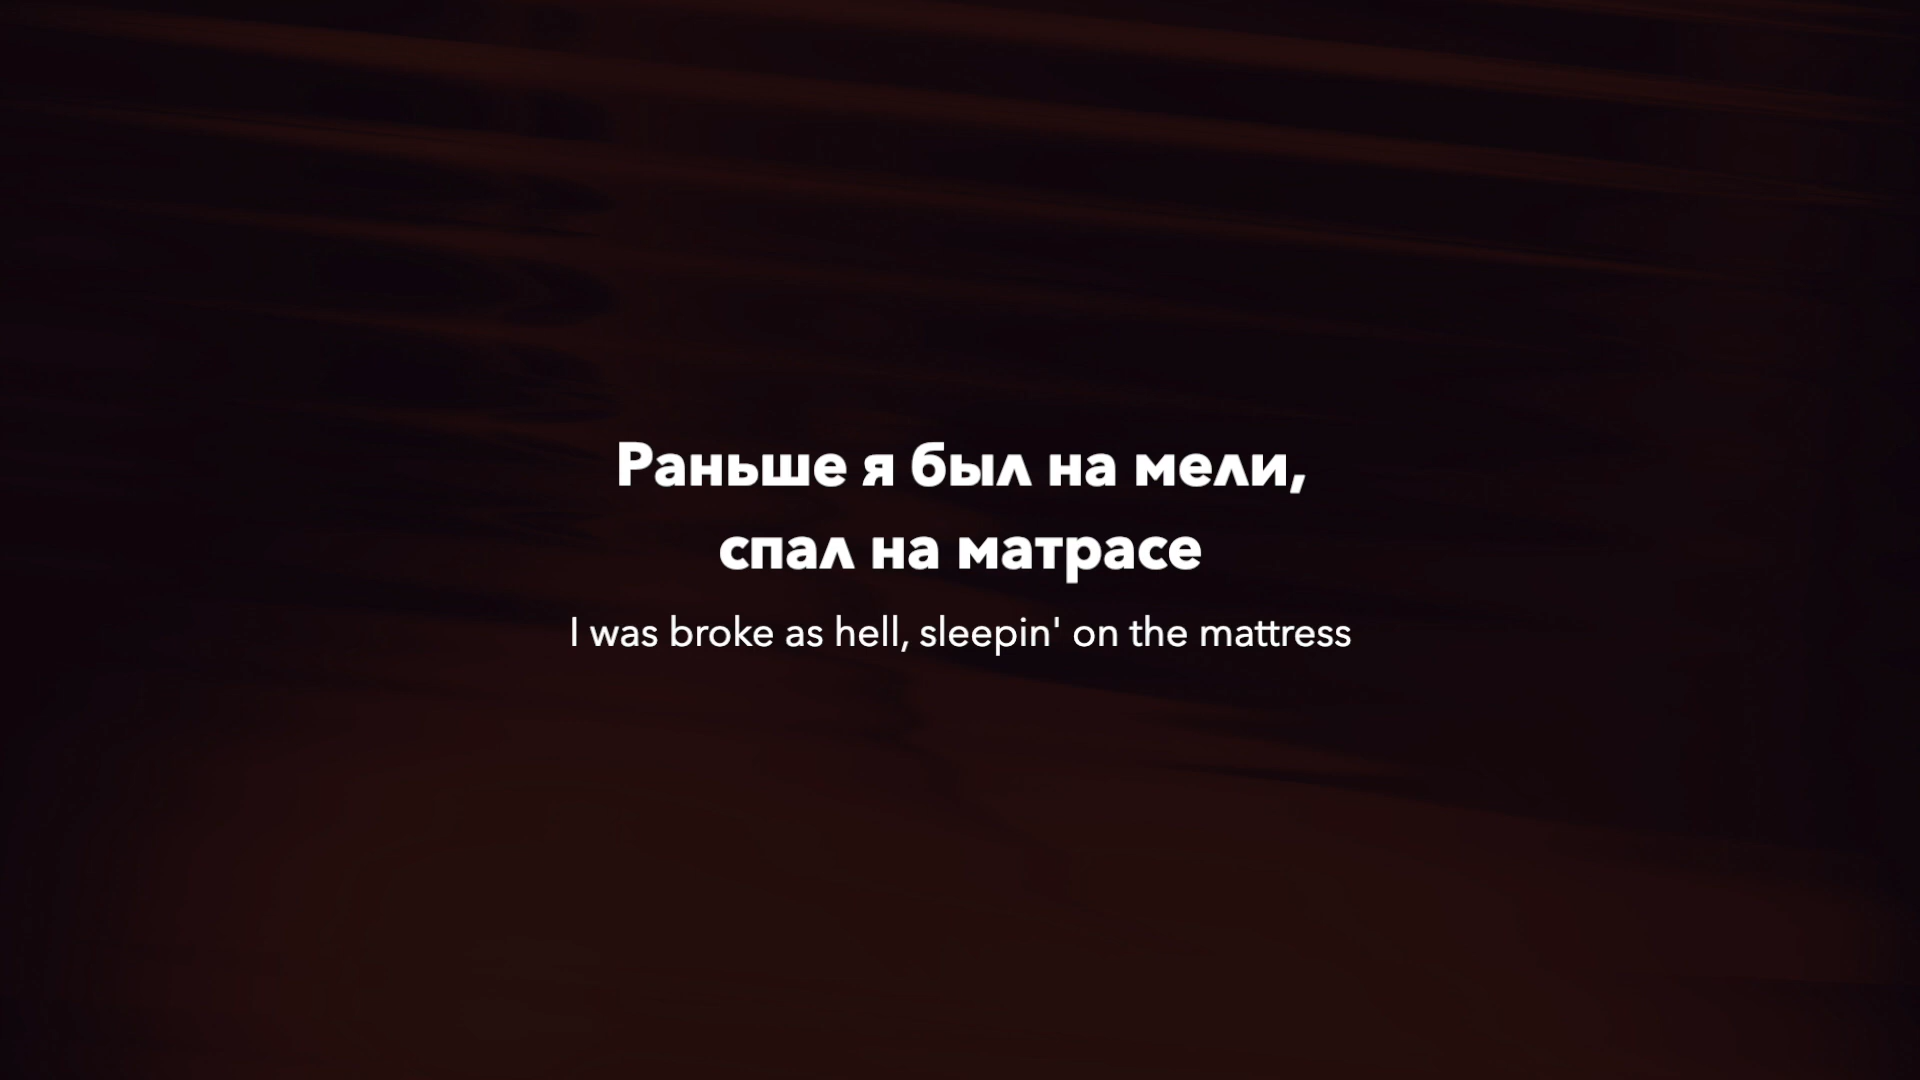 Раньше я был на мели,
спал на матрасе
I was broke as hell, sleepin' on the mattress